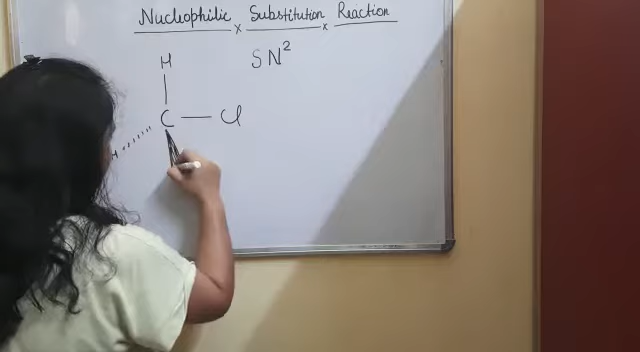 Nucleophilic Substitution Reaction
SN²
H
C — Cl
H